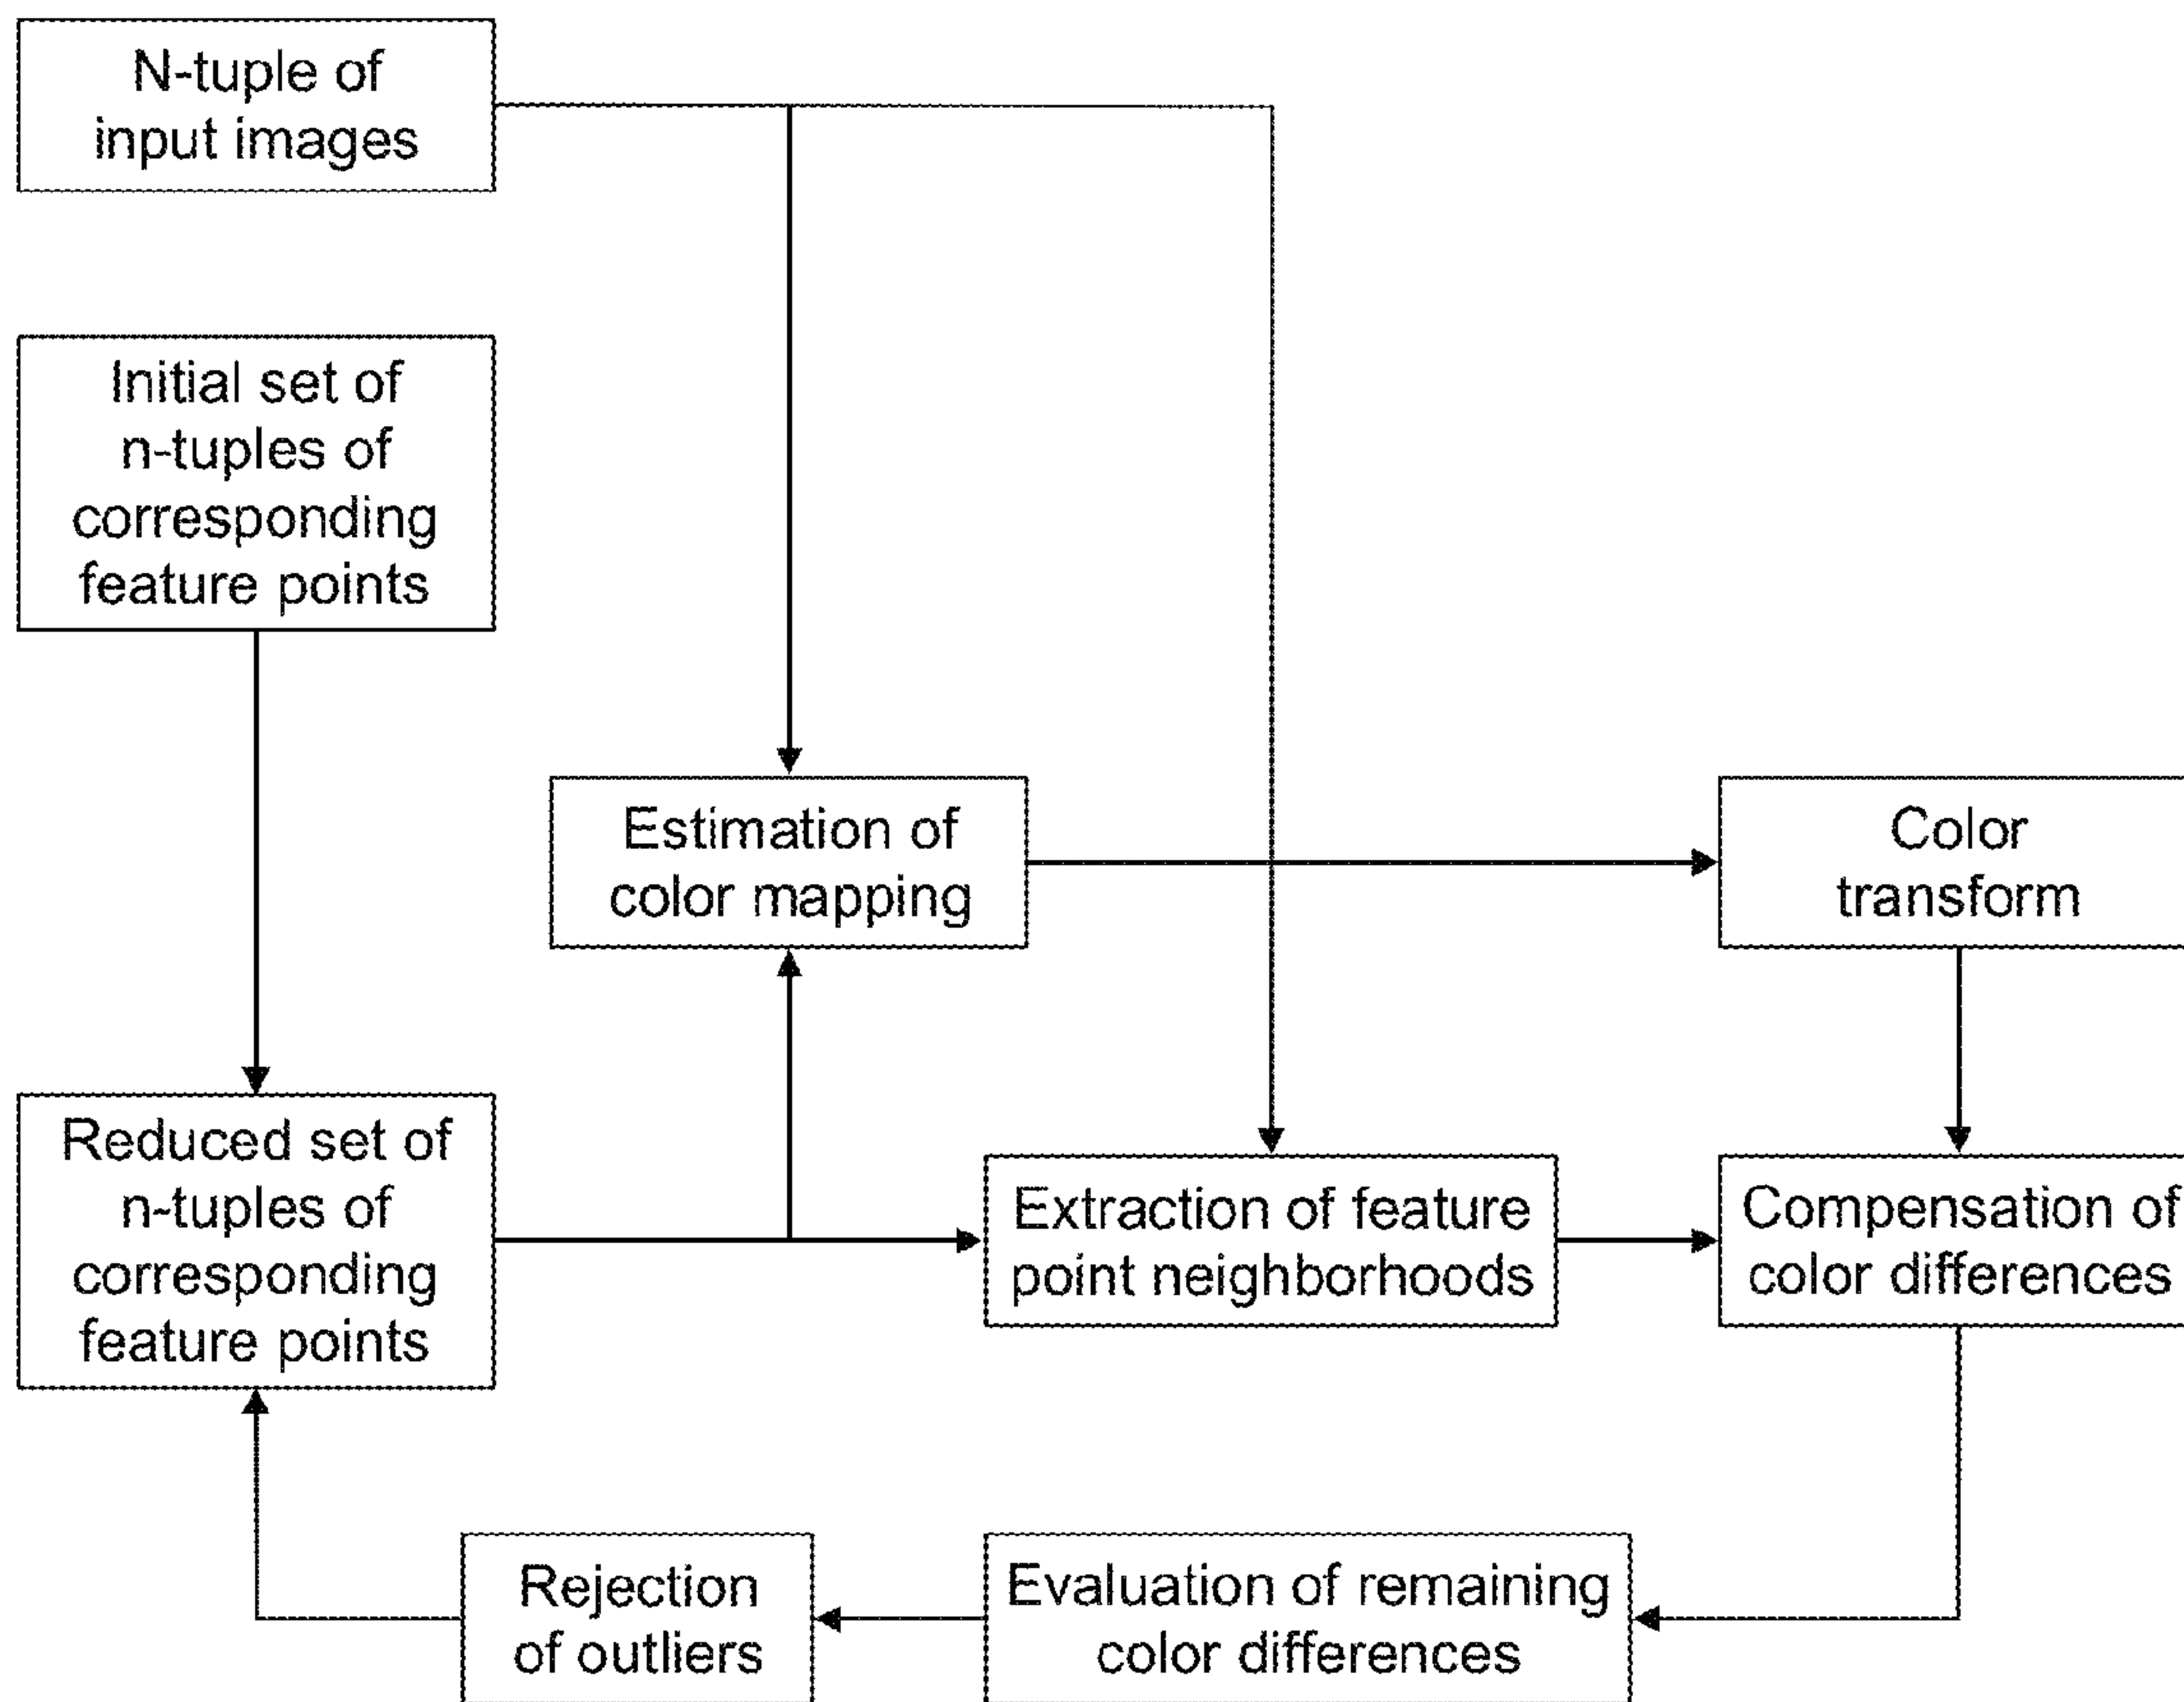 N-tuple of
input images
Initial set of
n-tuples of
corresponding
feature points
Estimation of
color mapping
Color
transform
Reduced set of
n-tuples of
corresponding
feature points
Extraction of feature
point neighborhoods
Compensation of
color differences
Rejection
of outliers
Evaluation of remaining
color differences